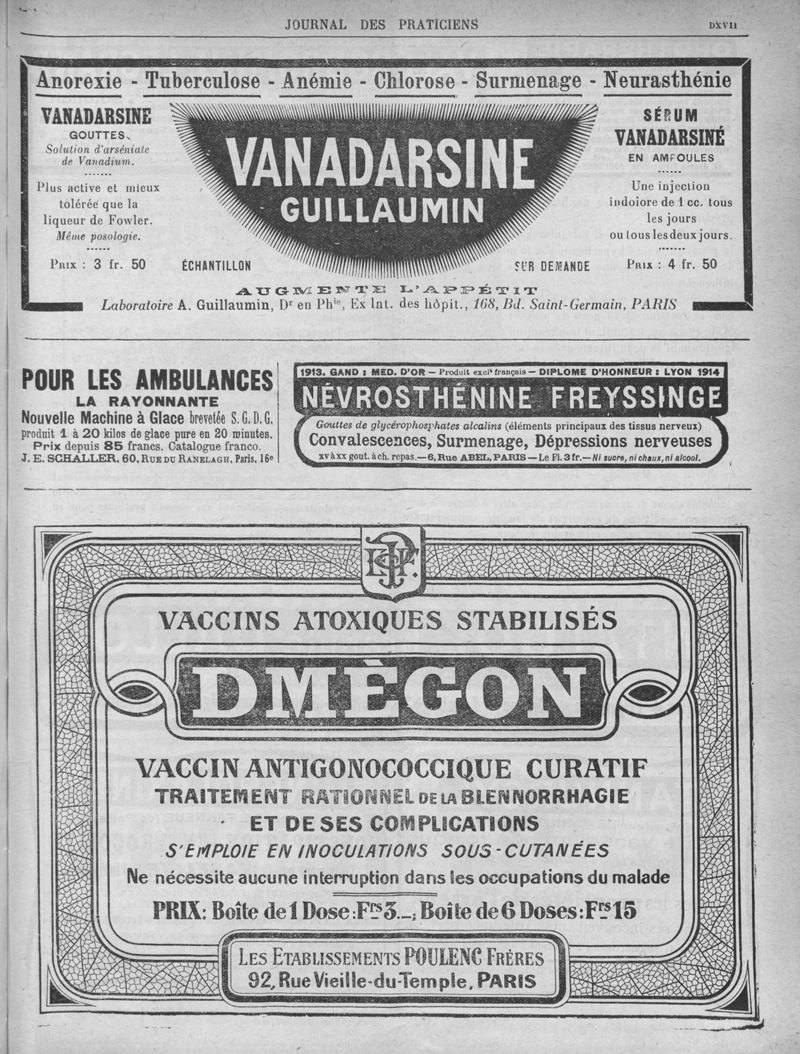 JOURNAL DES PRATICIENS
DXVII
Anorexie - Tuberculose - Anémie - Chlorose - Surmenage - Neurasthénie
VANADARSINE
GOUTTES
Solution d'arséniate
de Vanadium.
Plus active et mieux
tolérée que la
liqueur de Fowler.
Même posologie.
PRIX : 3 fr. 50
VANADARSINE
GUILLAUMIN
ÉCHANTILLON
SUR DEMANDE
SÉRUM
VANADARSINÉ
EN AMPOULES
Une injection
indolore de 1 cc. tous
les jours
ou tous les deux jours.
PRIX : 4 fr. 50
AUGMENTE L'APPÉTIT
Laboratoire A. Guillaumin, Dr en Phie, Ex Int. des hôpit., 168, Bd. Saint-Germain, PARIS
POUR LES AMBULANCES
LA RAYONNANTE
Nouvelle Machine à Glace brevetée S. G. D. G.
produit 1 à 20 kilos de glace pure en 20 minutes.
Prix depuis 85 francs. Catalogue franco.
J. E. SCHALLER, 60, RUE DU RANELAGH, Paris, 16e
1913. GAND : MED. D'OR — Produit exclt français — DIPLOME D'HONNEUR : LYON 1914
NÉVROSTHÉNINE FREYSSINGE
Gouttes de glycérophosphates alcalins (éléments principaux des tissus nerveux)
Convalescences, Surmenage, Dépressions nerveuses
XV à XX gout. à ch. repas. — 6, Rue ABEL, PARIS — Le Fl. 3 fr. — Ni sucre, ni chaux, ni alcool.
VACCINS ATOXIQUES STABILISÉS
DMÈGON
VACCIN ANTIGONOCOCCIQUE CURATIF
TRAITEMENT RATIONNEL DE LA BLENNORRHAGIE
ET DE SES COMPLICATIONS
S'EMPLOIE EN INOCULATIONS SOUS-CUTANÉES
Ne nécessite aucune interruption dans les occupations du malade
PRIX: Boîte de 1 Dose: Frs 3._; Boîte de 6 Doses: Frs 15
LES ETABLISSEMENTS POULENC FRÈRES
92, Rue Vieille-du-Temple, PARIS